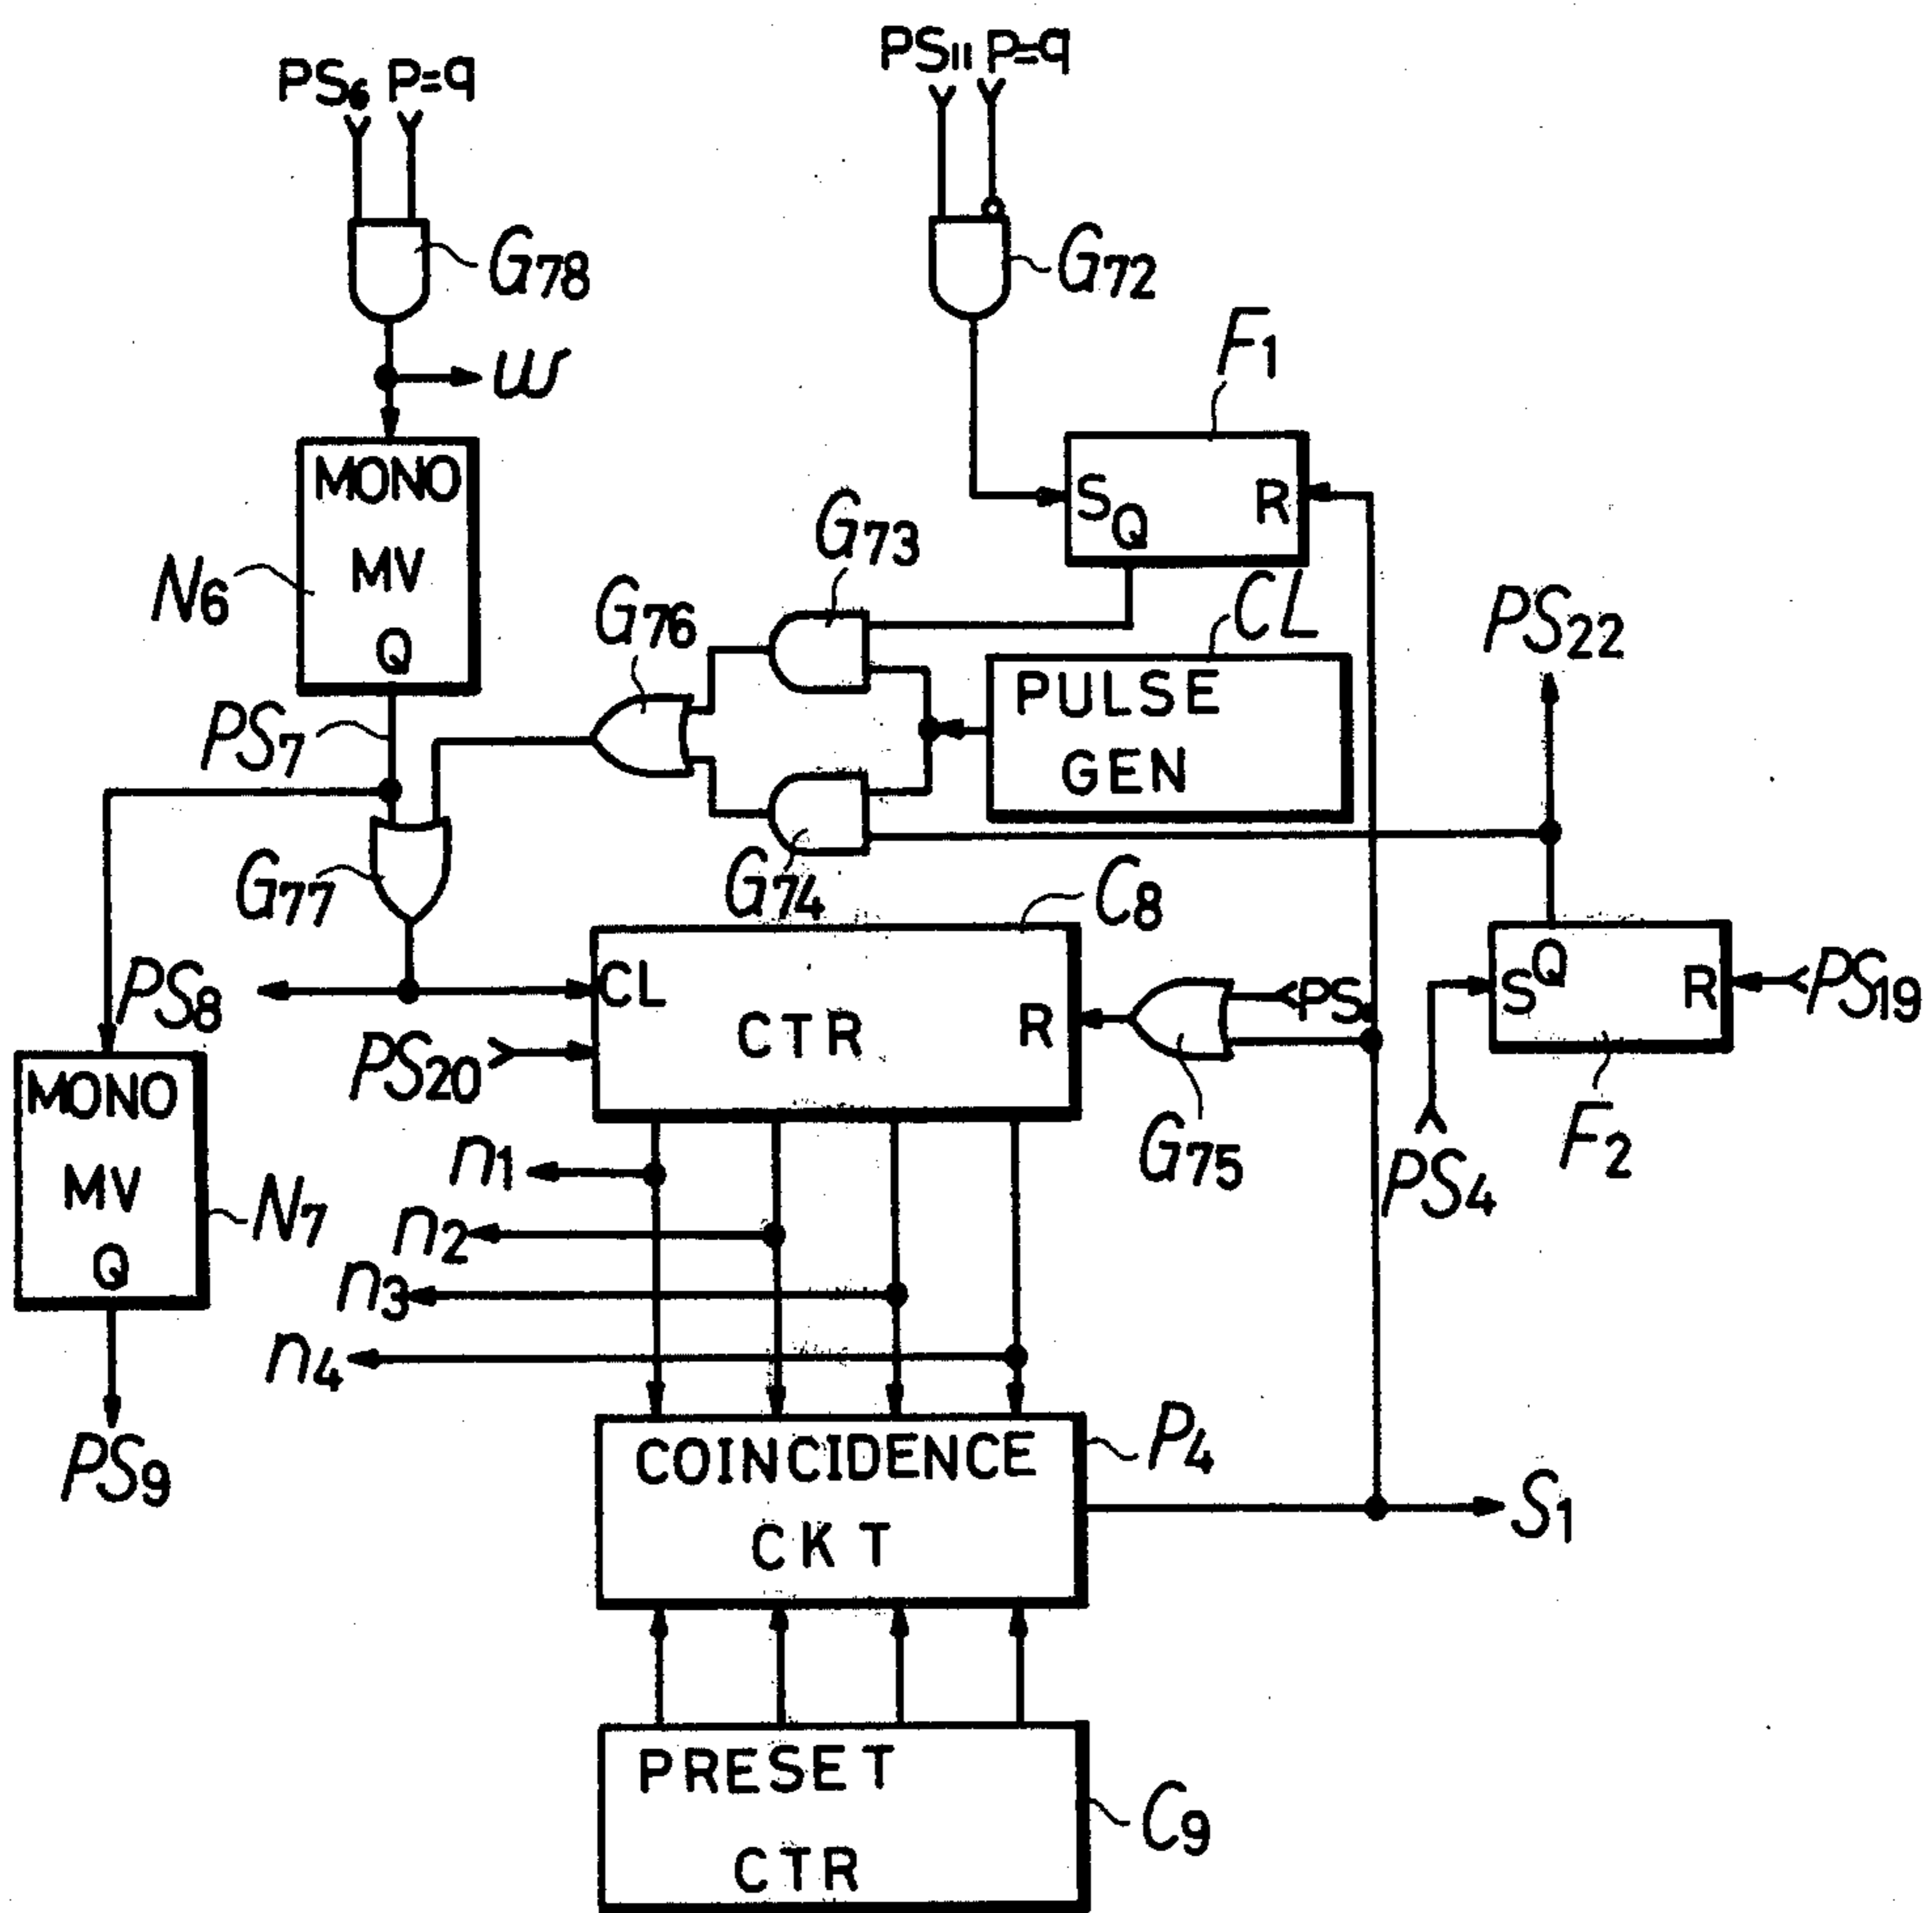 PS11 P=q
PS6 P=q
G78
G72
W
F1
MONO
MV
Q
N6
S Q R
G73
G76
CL
PULSE
GEN
PS22
PS7
G77
G74
C8
PS8
CL
CTR
R
PS
S Q R
PS19
PS20
F2
PS4
G75
MONO
MV
Q
N7
n1
n2
n3
n4
PS9
COINCIDENCE
CKT
P4
S1
PRESET
CTR
C9